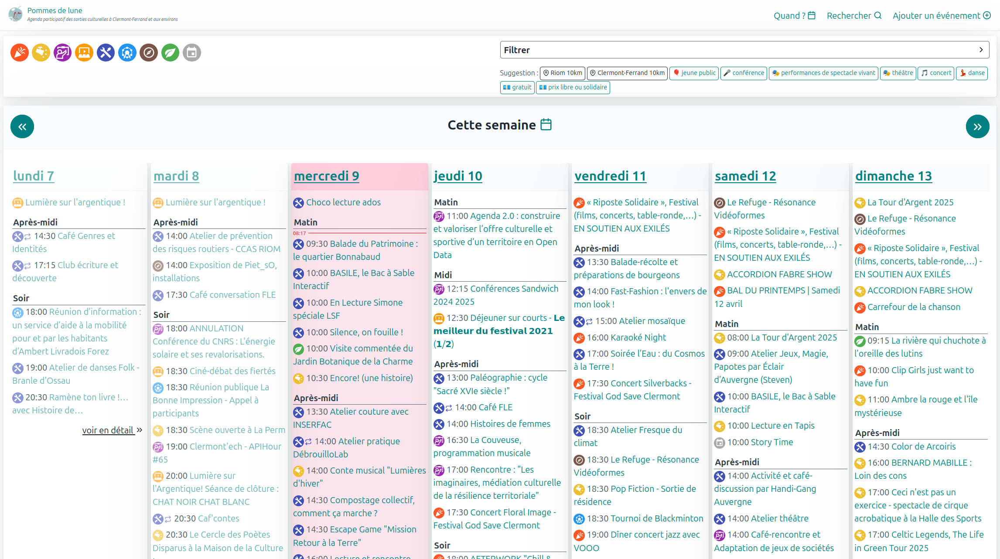 Pommes de lune
Agenda participatif des sorties culturelles à Clermont-Ferrand et aux environs
Quand ?
Rechercher
Ajouter un événement
Filtrer
Suggestion :
Riom 10km
Clermont-Ferrand 10km
jeune public
conférence
performances de spectacle vivant
théâtre
concert
danse
gratuit
prix libre ou solidaire
Cette semaine
lundi 7
Lumière sur l'argentique !
Après-midi
14:30 Café Genres et
Identités
17:15 Club écriture et
découverte
Soir
18:00 Réunion d’information :
un service d’aide à la mobilité
pour et par les habitants
d’Ambert Livradois Forez
19:00 Atelier de danses Folk -
Branle d'Ossau
20:30 Ramène ton livre !…
avec Histoire de…
voir en détail
mardi 8
Lumière sur l'argentique !
Après-midi
14:00 Atelier de prévention
des risques routiers - CCAS RIOM
14:00 Exposition de Piet_sO,
installations
17:30 Café conversation FLE
Soir
18:00 ANNULATION
Conférence du CNRS : L'énergie
solaire et ses revalorisations.
18:30 Ciné-débat des fiertés
18:30 Réunion publique La
Bonne Impression - Appel à
participants
18:30 Scène ouverte à La Perm
19:00 Clermont'ech - APIHour
#65
20:00 Lumière sur
l'Argentique! Séance de clôture :
CHAT NOIR CHAT BLANC
20:30 Caf'contes
20:30 Le Cercle des Poètes
Disparus à la Maison de la Culture
mercredi 9
Choco lecture ados
Matin
08:17
09:30 Balade du Patrimoine :
le quartier Bonnabaud
10:00 BASILE, le Bac à Sable
Interactif
10:00 En Lecture Simone
spéciale LSF
10:00 Silence, on fouille !
10:00 Visite commentée du
Jardin Botanique de la Charme
10:30 Encore! (une histoire)
Après-midi
13:30 Atelier couture avec
INSERFAC
14:00 Atelier pratique
DébrouilloLab
14:00 Conte musical "Lumières
d'hiver"
14:30 Compostage collectif,
comment ça marche ?
14:30 Escape Game "Mission
Retour à la Terre"
16:00 Lecture et rencontre
jeudi 10
Matin
11:00 Agenda 2.0 : construire
et valoriser l’offre culturelle et
sportive d’un territoire en Open
Data
Midi
12:15 Conférences Sandwich
2024 2025
12:30 Déjeuner sur courts - Le
meilleur du festival 2021
(1/2)
Après-midi
13:00 Paléographie : cycle
"Sacré XVIe siècle !"
14:00 Café FLE
14:00 Histoires de femmes
16:30 La Couveuse,
programmation musicale
17:00 Rencontre : "Les
imaginaires, médiation culturelle
de la résilience territoriale"
17:30 Concert Floral Image -
Festival God Save Clermont
Soir
18:00 AFTERWORK "Chill &
vendredi 11
« Riposte Solidaire », Festival
(films, concerts, table-ronde,…) -
EN SOUTIEN AUX EXILÉS
Après-midi
13:30 Balade-récolte et
préparations de bourgeons
14:00 Fast-Fashion : l'envers de
mon look !
15:00 Atelier mosaïque
16:00 Karaoké Night
17:00 Soirée l’Eau : du Cosmos
à la Terre !
17:30 Concert Silverbacks -
Festival God Save Clermont
Soir
18:30 Atelier Fresque du
climat
18:30 Le Refuge - Résonance
Vidéoformes
18:30 Pop Fiction - Sortie de
résidence
18:30 Tournoi de Blackminton
19:00 Dîner concert jazz avec
VOOO
samedi 12
Le Refuge - Résonance
Vidéoformes
« Riposte Solidaire », Festival
(films, concerts, table-ronde,…) -
EN SOUTIEN AUX EXILÉS
ACCORDION FABRE SHOW
BAL DU PRINTEMPS | Samedi
12 avril
Matin
08:00 La Tour d'Argent 2025
09:00 Atelier Jeux, Magie,
Papotes par Éclair
d’Auvergne (Steven)
10:00 BASILE, le Bac à Sable
Interactif
10:00 Lecture en Tapis
10:00 Story Time
Après-midi
14:00 Activité et café-
discussion par Handi-Gang
Auvergne
14:00 Atelier théâtre
14:00 Café-rencontre et
Adaptation de jeux de sociétés
dimanche 13
La Tour d'Argent 2025
Le Refuge - Résonance
Vidéoformes
« Riposte Solidaire », Festival
(films, concerts, table-ronde,…) -
EN SOUTIEN AUX EXILÉS
ACCORDION FABRE SHOW
Carrefour de la chanson
Matin
09:15 La rivière qui chuchote à
l’oreille des lutins
10:00 Clip Girls just want to
have fun
11:00 Ambre la rouge et l'île
mystérieuse
Après-midi
14:30 Color de Arcoiris
16:00 BERNARD MABILLE :
Loin des cons
17:00 Ceci n'est pas un
exercice - spectacle de cirque
acrobatique à la Halle des Sports
17:00 Celtic Legends, The Life
in Green Tour 2025